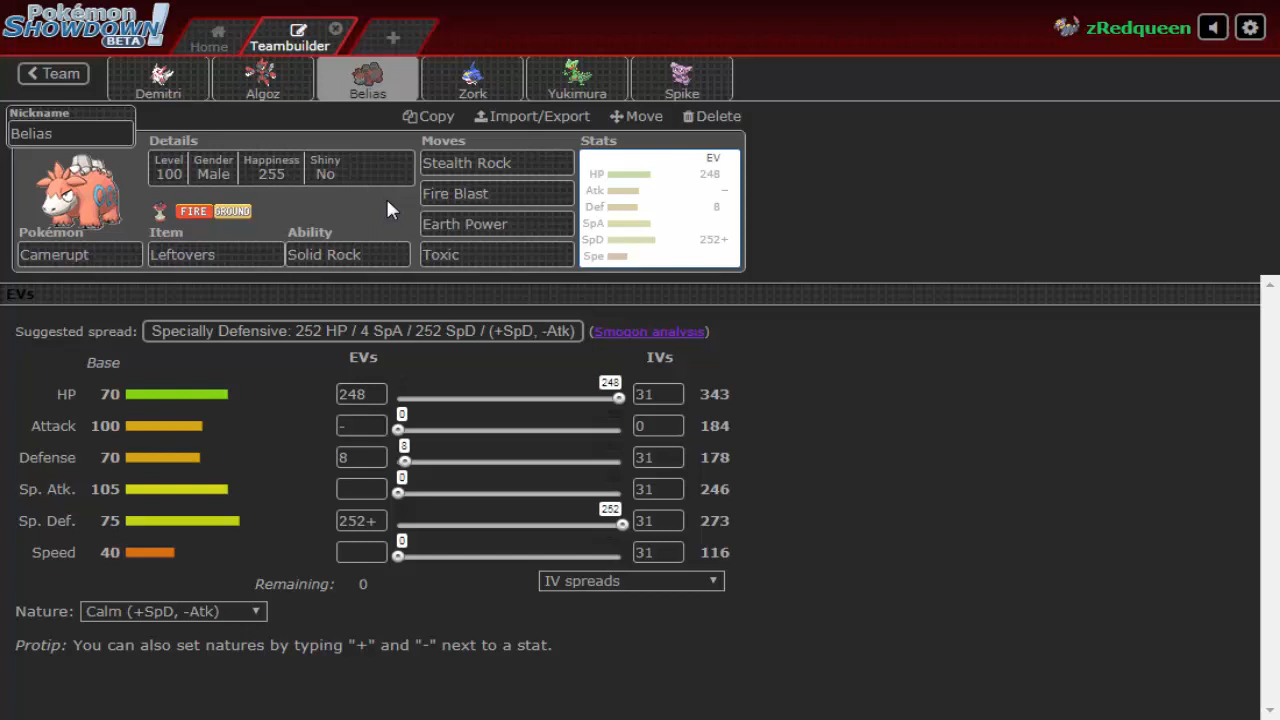 Pokémon
SHOWDOWN!
BETA
Home
Teambuilder
zRedqueen
Team
Demitri
Algoz
Belias
Zork
Yukimura
Spike
Nickname
Belias
Copy
Import/Export
Move
Delete
Details
Moves
Stats
Level
100
Gender
Male
Happiness
255
Shiny
No
FIRE
GROUND
Pokémon
Camerupt
Item
Leftovers
Ability
Solid Rock
Stealth Rock
Fire Blast
Earth Power
Toxic
EV
HP 248
Atk –
Def 8
SpA
SpD 252+
Spe
EVs
Suggested spread: Specially Defensive: 252 HP / 4 SpA / 252 SpD / (+SpD, -Atk) (Smogon analysis)
Base EVs IVs
HP 70 248 248 31 343
Attack 100 - 0 0 184
Defense 70 8 8 31 178
Sp. Atk. 105 0 31 246
Sp. Def. 75 252+ 252 31 273
Speed 40 0 31 116
Remaining: 0
IV spreads
Nature: Calm (+SpD, -Atk)
Protip: You can also set natures by typing "+" and "-" next to a stat.